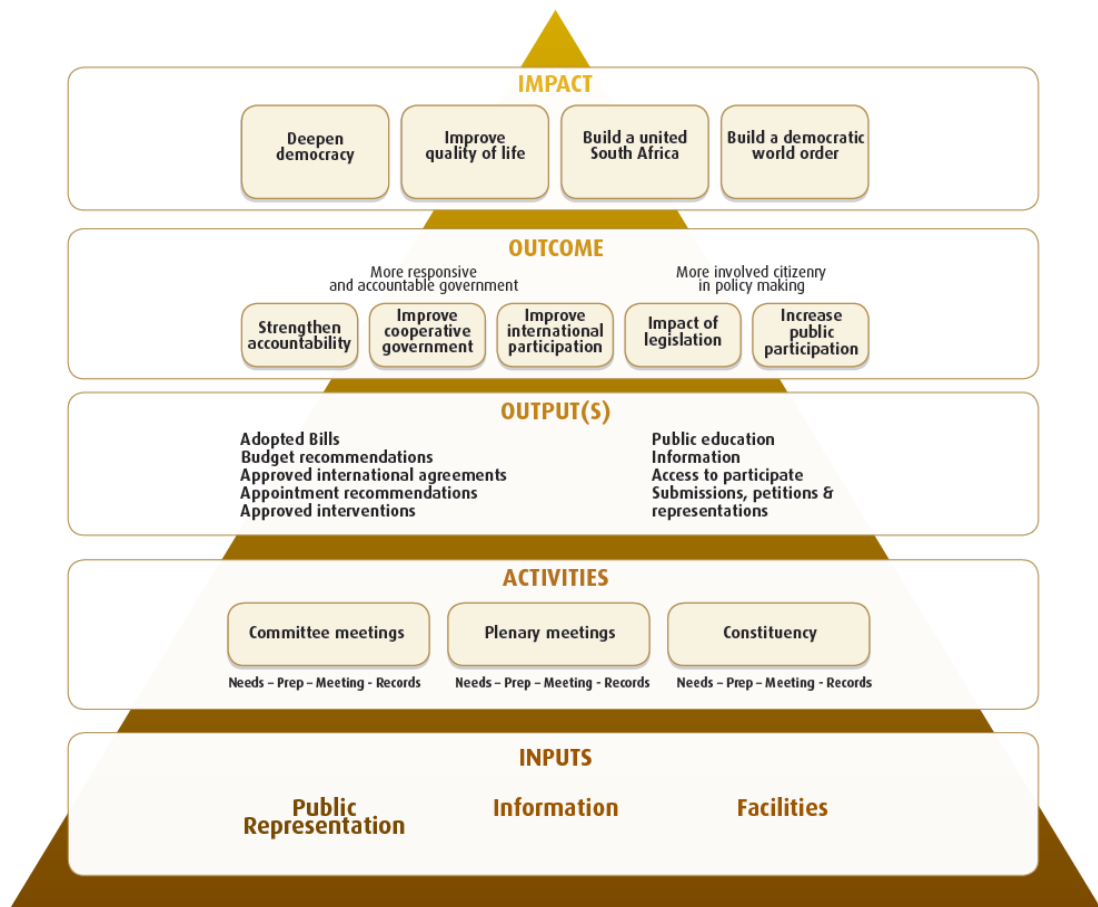 IMPACT
Deepen
democracy
Improve
quality of life
Build a united
South Africa
Build a democratic
world order
OUTCOME
More responsive
and accountable government
More involved citizenry
in policy making
Strengthen
accountability
Improve
cooperative
government
Improve
international
participation
Impact of
legislation
Increase
public
participation
OUTPUT(S)
Adopted Bills
Budget recommendations
Approved international agreements
Appointment recommendations
Approved interventions
Public education
Information
Access to participate
Submissions, petitions &
representations
ACTIVITIES
Committee meetings
Plenary meetings
Constituency
Needs – Prep – Meeting - Records
Needs – Prep – Meeting - Records
Needs – Prep – Meeting - Records
INPUTS
Public
Representation
Information
Facilities